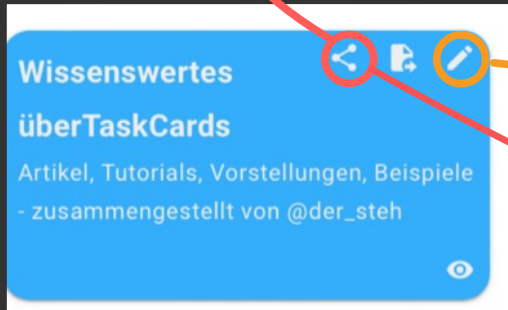 Wissenswertes
überTaskCards
Artikel, Tutorials, Vorstellungen, Beispiele
- zusammengestellt von @der_steh